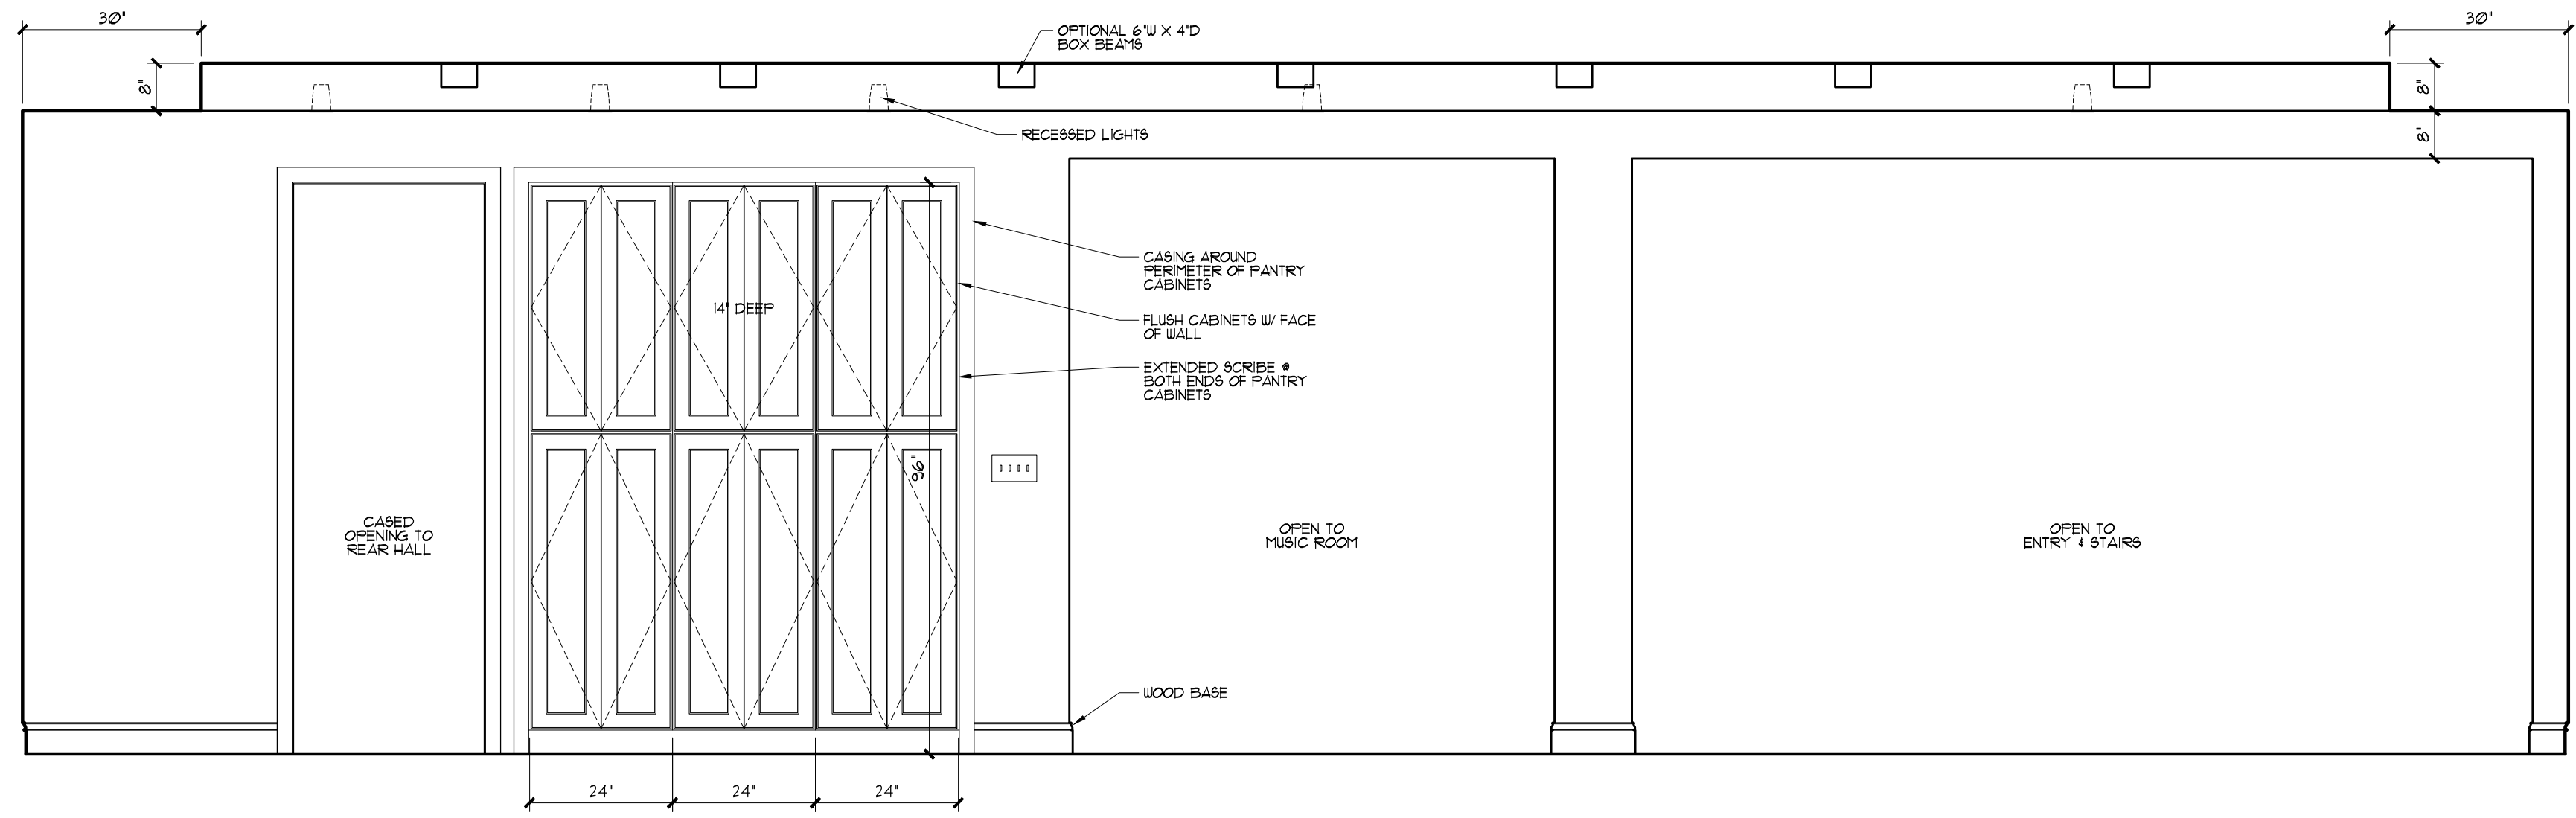 30"
30"
OPTIONAL 6"W X 4"D
BOX BEAMS
8"
8"
RECESSED LIGHTS
8"
CASING AROUND
PERIMETER OF PANTRY
CABINETS
14" DEEP
FLUSH CABINETS W/ FACE
OF WALL
EXTENDED SCRIBE @
BOTH ENDS OF PANTRY
CABINETS
96"
CASED
OPENING TO
REAR HALL
OPEN TO
MUSIC ROOM
OPEN TO
ENTRY & STAIRS
WOOD BASE
24"
24"
24"